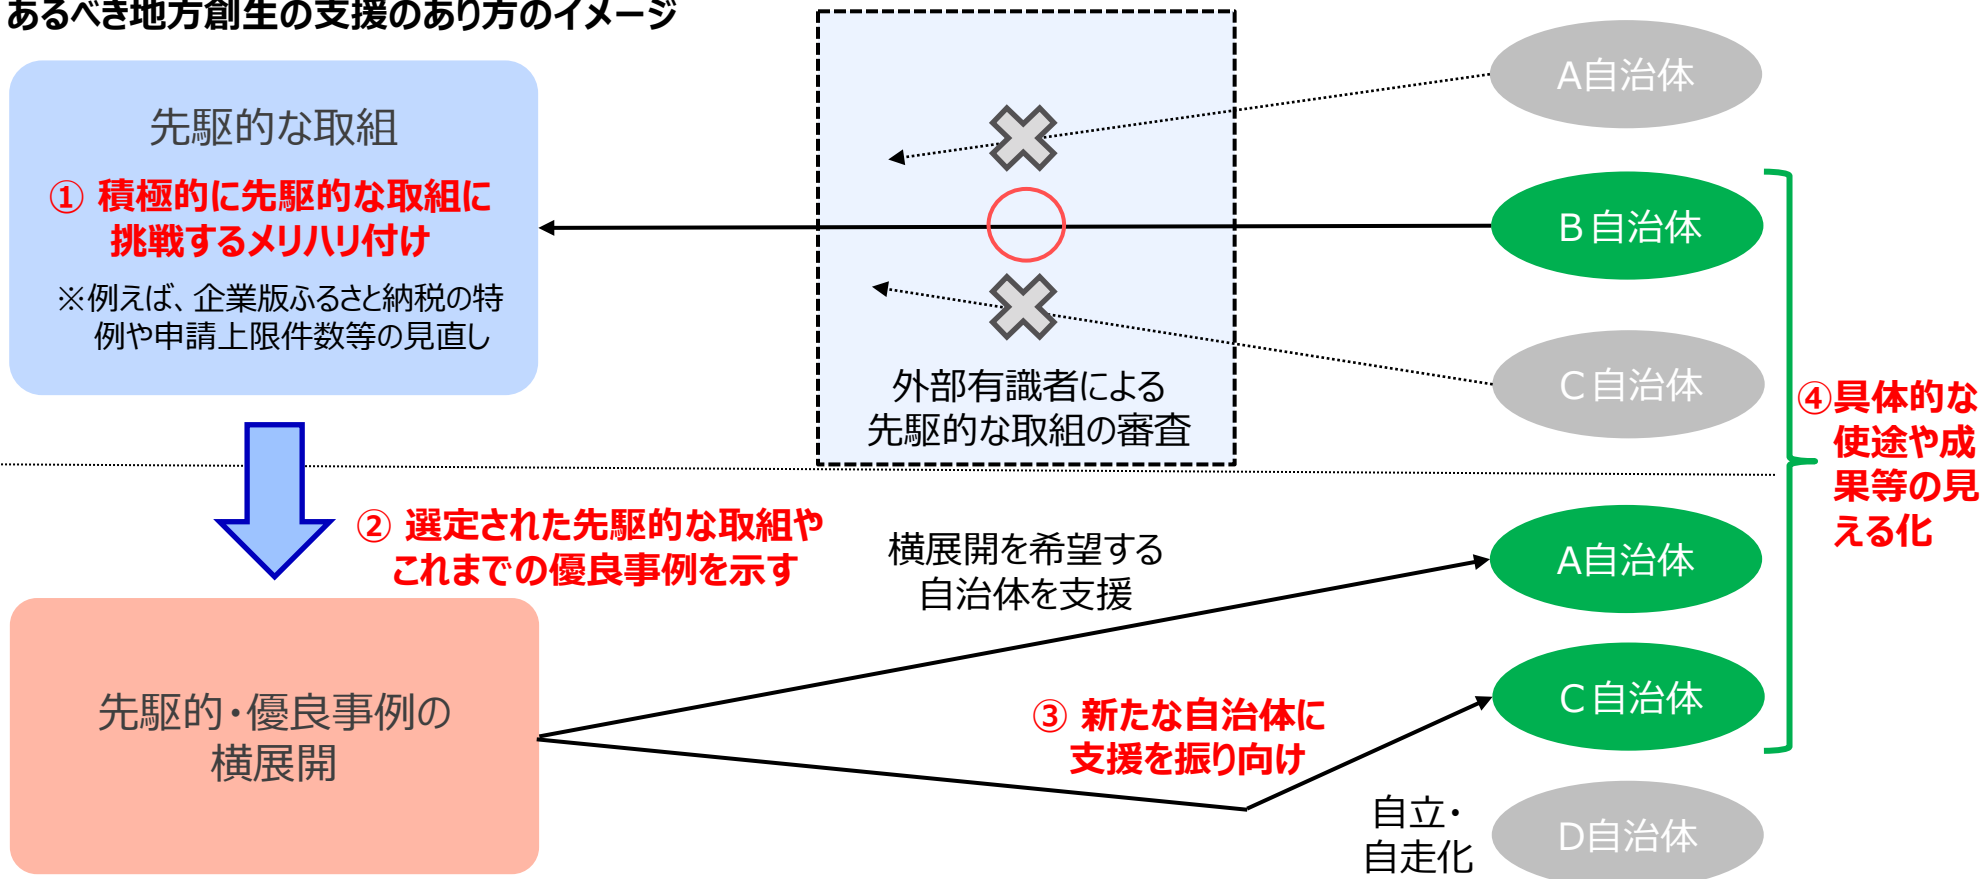 あるべき地方創生の支援のあり方のイメージ
先駆的な取組
① 積極的に先駆的な取組に
挑戦するメリハリ付け
※例えば、企業版ふるさと納税の特
例や申請上限件数等の見直し
外部有識者による
先駆的な取組の審査
A自治体
B自治体
C自治体
④具体的な
使途や成
果等の見
える化
② 選定された先駆的な取組や
これまでの優良事例を示す
横展開を希望する
自治体を支援
先駆的・優良事例の
横展開
③ 新たな自治体に
支援を振り向け
A自治体
C自治体
自立・
自走化
D自治体